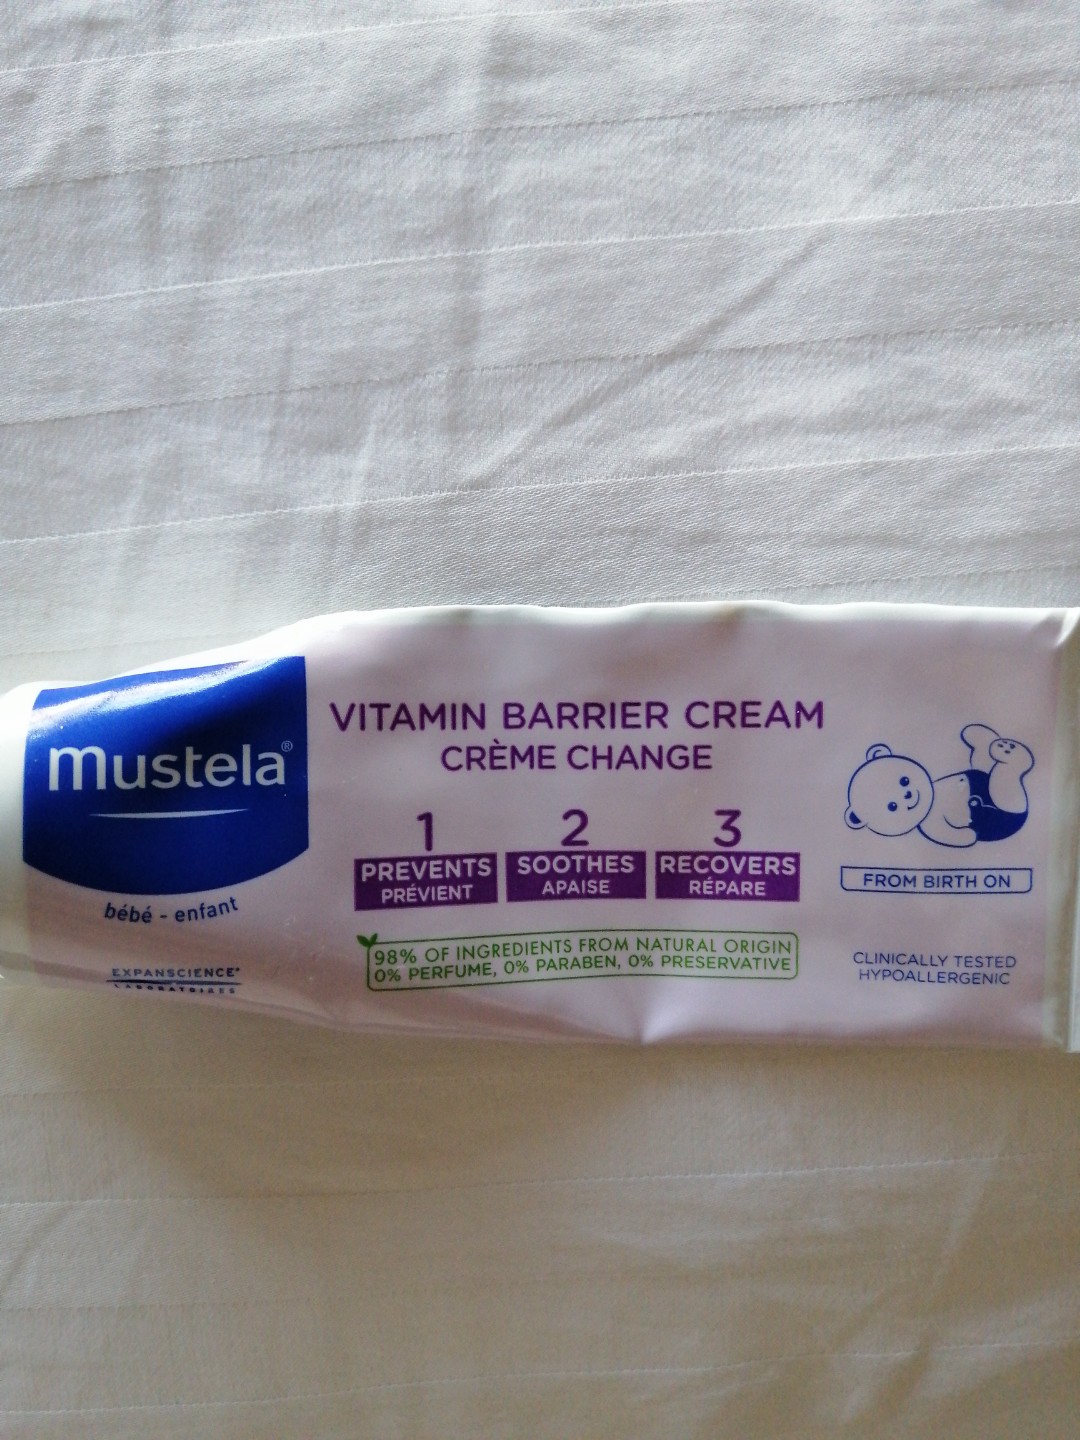 mustela®
bébé - enfant
EXPANSCIENCE®
LABORATOIRES
VITAMIN BARRIER CREAM
CRÈME CHANGE
1
PREVENTS
PRÉVIENT
2
SOOTHES
APAISE
3
RECOVERS
RÉPARE
98% OF INGREDIENTS FROM NATURAL ORIGIN
0% PERFUME, 0% PARABEN, 0% PRESERVATIVE
FROM BIRTH ON
CLINICALLY TESTED
HYPOALLERGENIC